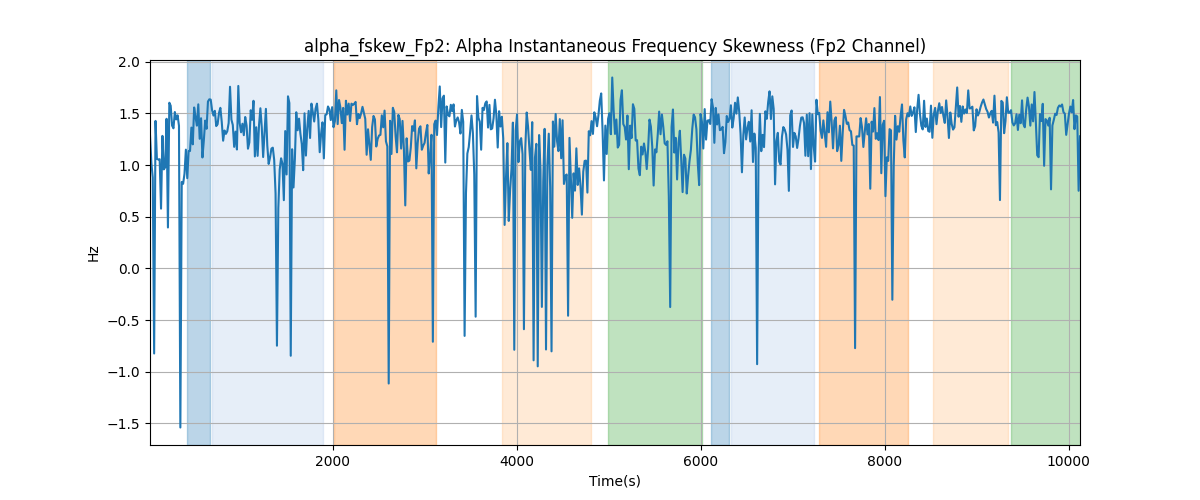 alpha_fskew_Fp2: Alpha Instantaneous Frequency Skewness (Fp2 Channel)
2.0
1.5
1.0
0.5
0.0
−0.5
−1.0
−1.5
Hz
2000 4000 6000 8000 10000
Time(s)